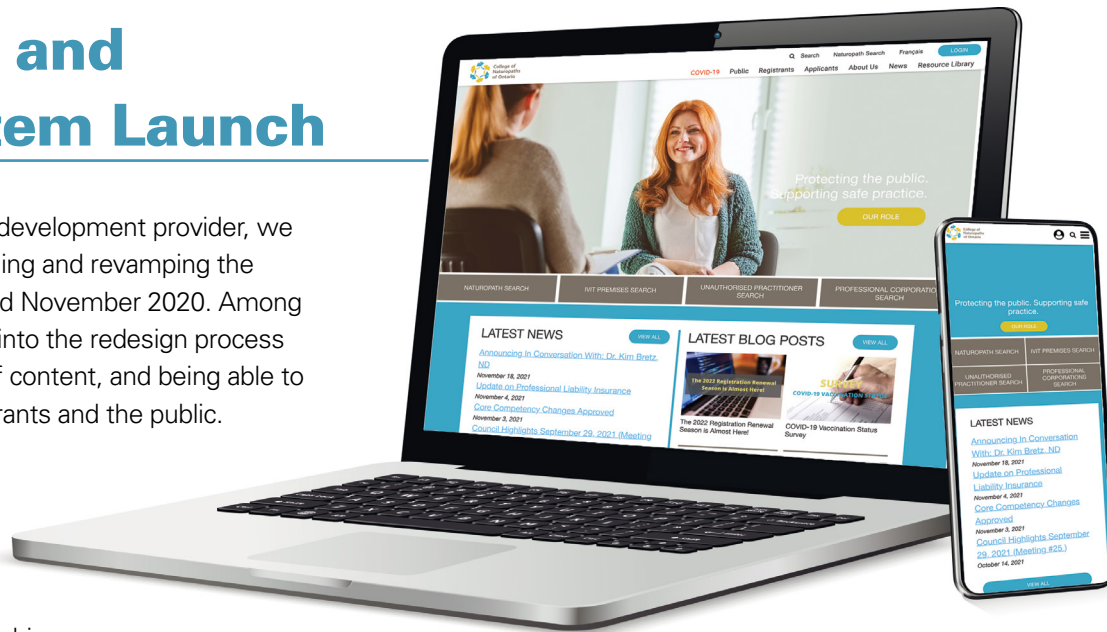 and
tem Launch
development provider, we
ing and revamping the
d November 2020. Among
into the redesign process
f content, and being able to
rants and the public.
College of
Naturopaths
of Ontario
Search Naturopath Search Français LOGIN
COVID-19 Public Registrants Applicants About Us News Resource Library
Protecting the public.
Supporting safe practice.
OUR ROLE
NATUROPATH SEARCH
IVIT PREMISES SEARCH
UNAUTHORISED PRACTITIONER
SEARCH
PROFESSIONAL CORPORATIO
SEARCH
LATEST NEWS
VIEW ALL
Announcing In Conversation With: Dr. Kim Bretz,
ND
November 18, 2021
Update on Professional Liability Insurance
November 4, 2021
Core Competency Changes Approved
November 3, 2021
Council Highlights September 29, 2021 (Meeting
LATEST BLOG POSTS
VIEW ALL
The 2022 Registration Renewal
Season is Almost Here!
The 2022 Registration Renewal
Season is Almost Here!
SURVEY
COVID-19 VACCINATION STATUS
COVID-19 Vaccination Status
Survey
College of
Naturopaths
of Ontario
Protecting the public. Supporting safe
practice.
OUR ROLE
NATUROPATH SEARCH
IVIT PREMISES SEARCH
UNAUTHORISED
PRACTITIONER SEARCH
PROFESSIONAL
CORPORATIONS
SEARCH
LATEST NEWS
Announcing In Conversation
With: Dr. Kim Bretz, ND
November 18, 2021
Update on Professional
Liability Insurance
November 4, 2021
Core Competency Changes
Approved
November 3, 2021
Council Highlights September
29, 2021 (Meeting #25 )
October 14, 2021
VIEW ALL